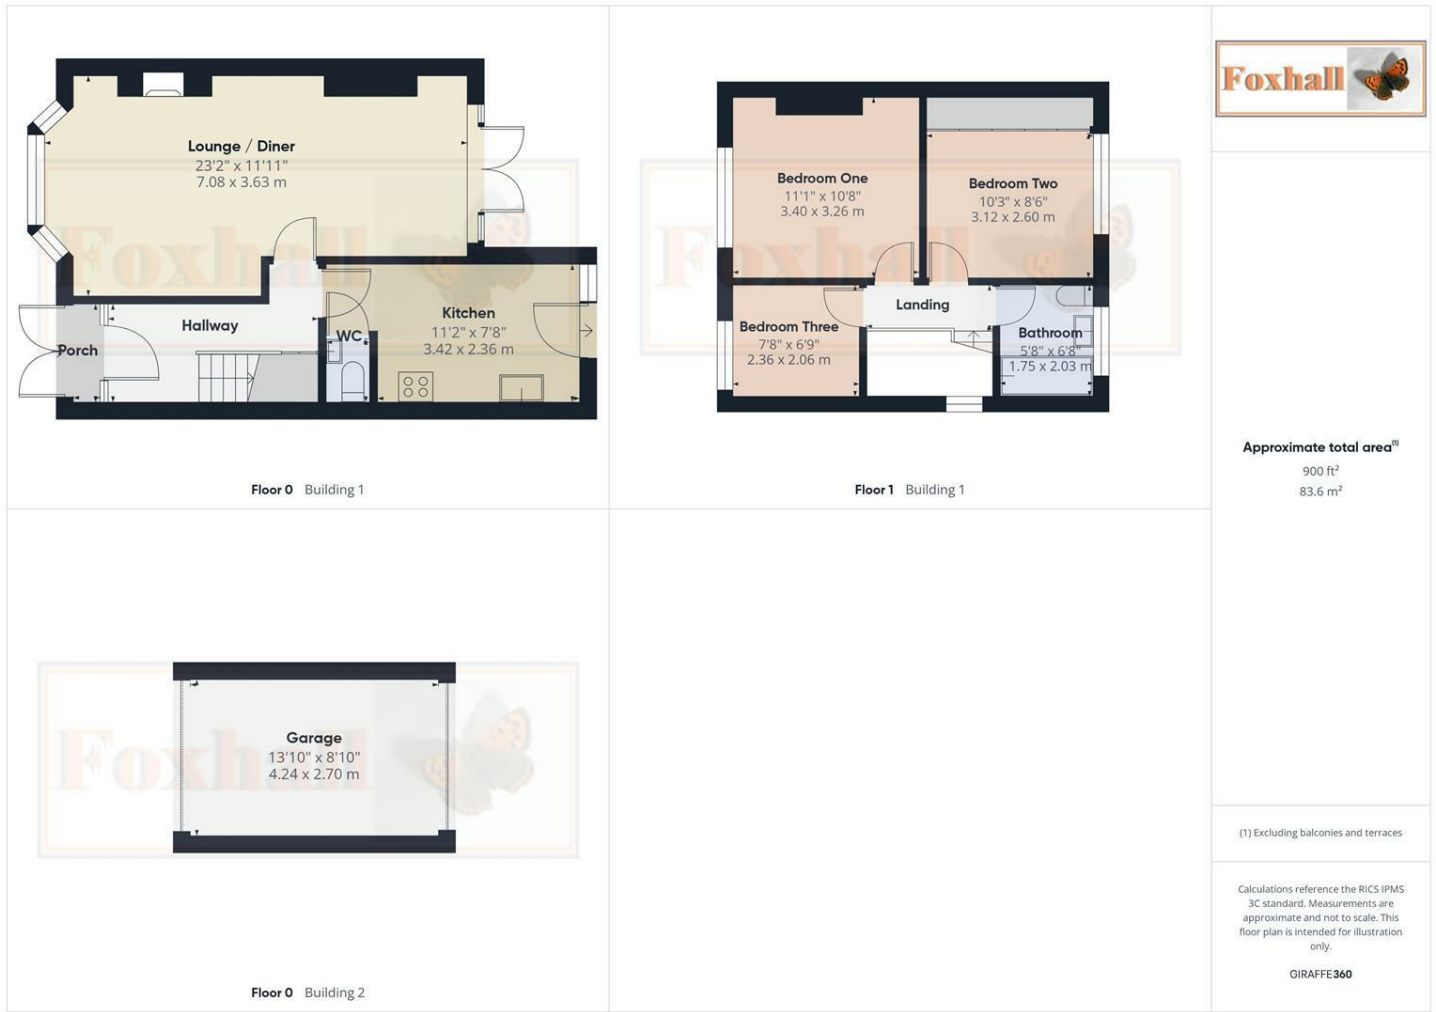 Lounge / Diner
23'2" x 11'11"
7.08 x 3.63 m
Kitchen
11'2" x 7'8"
3.42 x 2.36 m
Hallway
WC
Porch
Floor 0 Building 1
Bedroom One
11'1" x 10'8"
3.40 x 3.26 m
Bedroom Two
10'3" x 8'6"
3.12 x 2.60 m
Landing
Bedroom Three
7'8" x 6'9"
2.36 x 2.06 m
Bathroom
5'8" x 6'8"
1.75 x 2.03 m
Floor 1 Building 1
Garage
13'10" x 8'10"
4.24 x 2.70 m
Floor 0 Building 2
Foxhall
Foxhall
Foxhall
Foxhall
Approximate total area(1)
900 ft²
83.6 m²
(1) Excluding balconies and terraces
Calculations reference the RICS IPMS
3C standard. Measurements are
approximate and not to scale. This
floor plan is intended for illustration
only.
GIRAFFE360